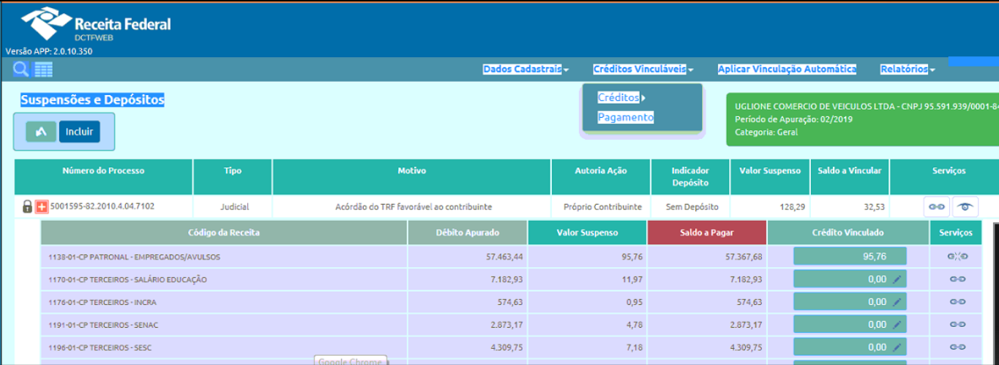 Receita Federal
DCTFWEB
Versão APP: 2.0.10.350
Dados Cadastrais Créditos Vinculáveis Aplicar Vinculação Automática Relatórios
Suspensões e Depósitos
Créditos
Pagamento
UGLIONE COMERCIO DE VEICULOS LTDA - CNPJ 95.591.939/0001-84
Período de Apuração: 02/2019
Categoria: Geral
Incluir
Número do Processo Tipo Motivo Autoria Ação Indicador Depósito Valor Suspenso Saldo a Vincular Serviços
5001595-82.2010.4.04.7102 Judicial Acórdão do TRF favorável ao contribuinte Próprio Contribuinte Sem Depósito 128,29 32,53
Código da Receita Débito Apurado Valor Suspenso Saldo a Pagar Crédito Vinculado Serviços
1138-01-CP PATRONAL - EMPREGADOS/AVULSOS 57.463,44 95,76 57.367,68 95,76
1170-01-CP TERCEIROS - SALÁRIO EDUCAÇÃO 7.182,93 11,97 7.182,93 0,00
1176-01-CP TERCEIROS - INCRA 574,63 0,95 574,63 0,00
1191-01-CP TERCEIROS - SENAC 2.873,17 4,78 2.873,17 0,00
1196-01-CP TERCEIROS - SESC 4.309,75 7,18 4.309,75 0,00
Google Chrome